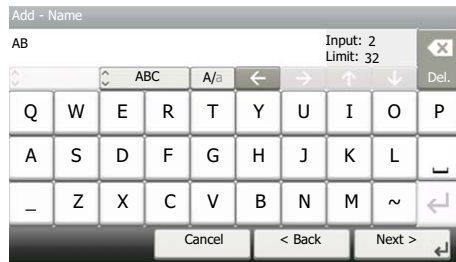 Add - Name
AB
Input: 2
Limit: 32
ABC
A/a
Del.
Q W E R T Y U I O P
A S D F G H J K L
_ Z X C V B N M ~
Cancel
< Back
Next >